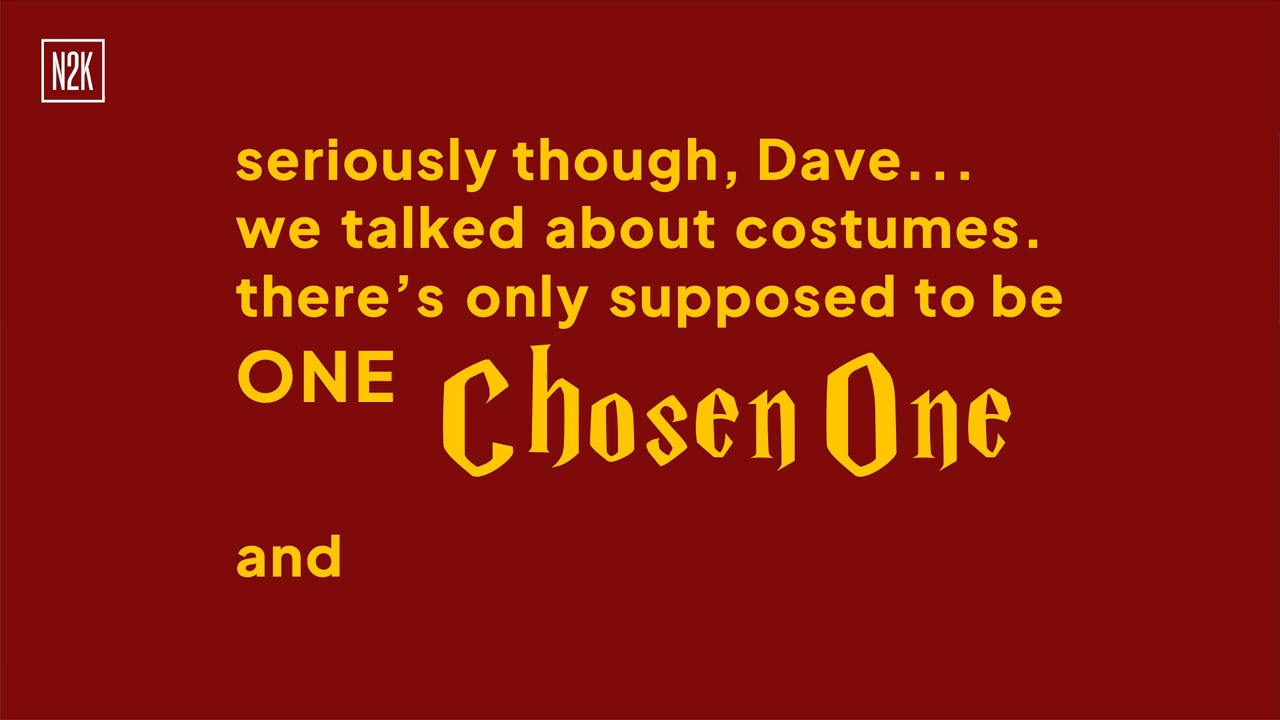 N2K
seriously though, Dave...
we talked about costumes.
there’s only supposed to be
ONE Chosen One
and